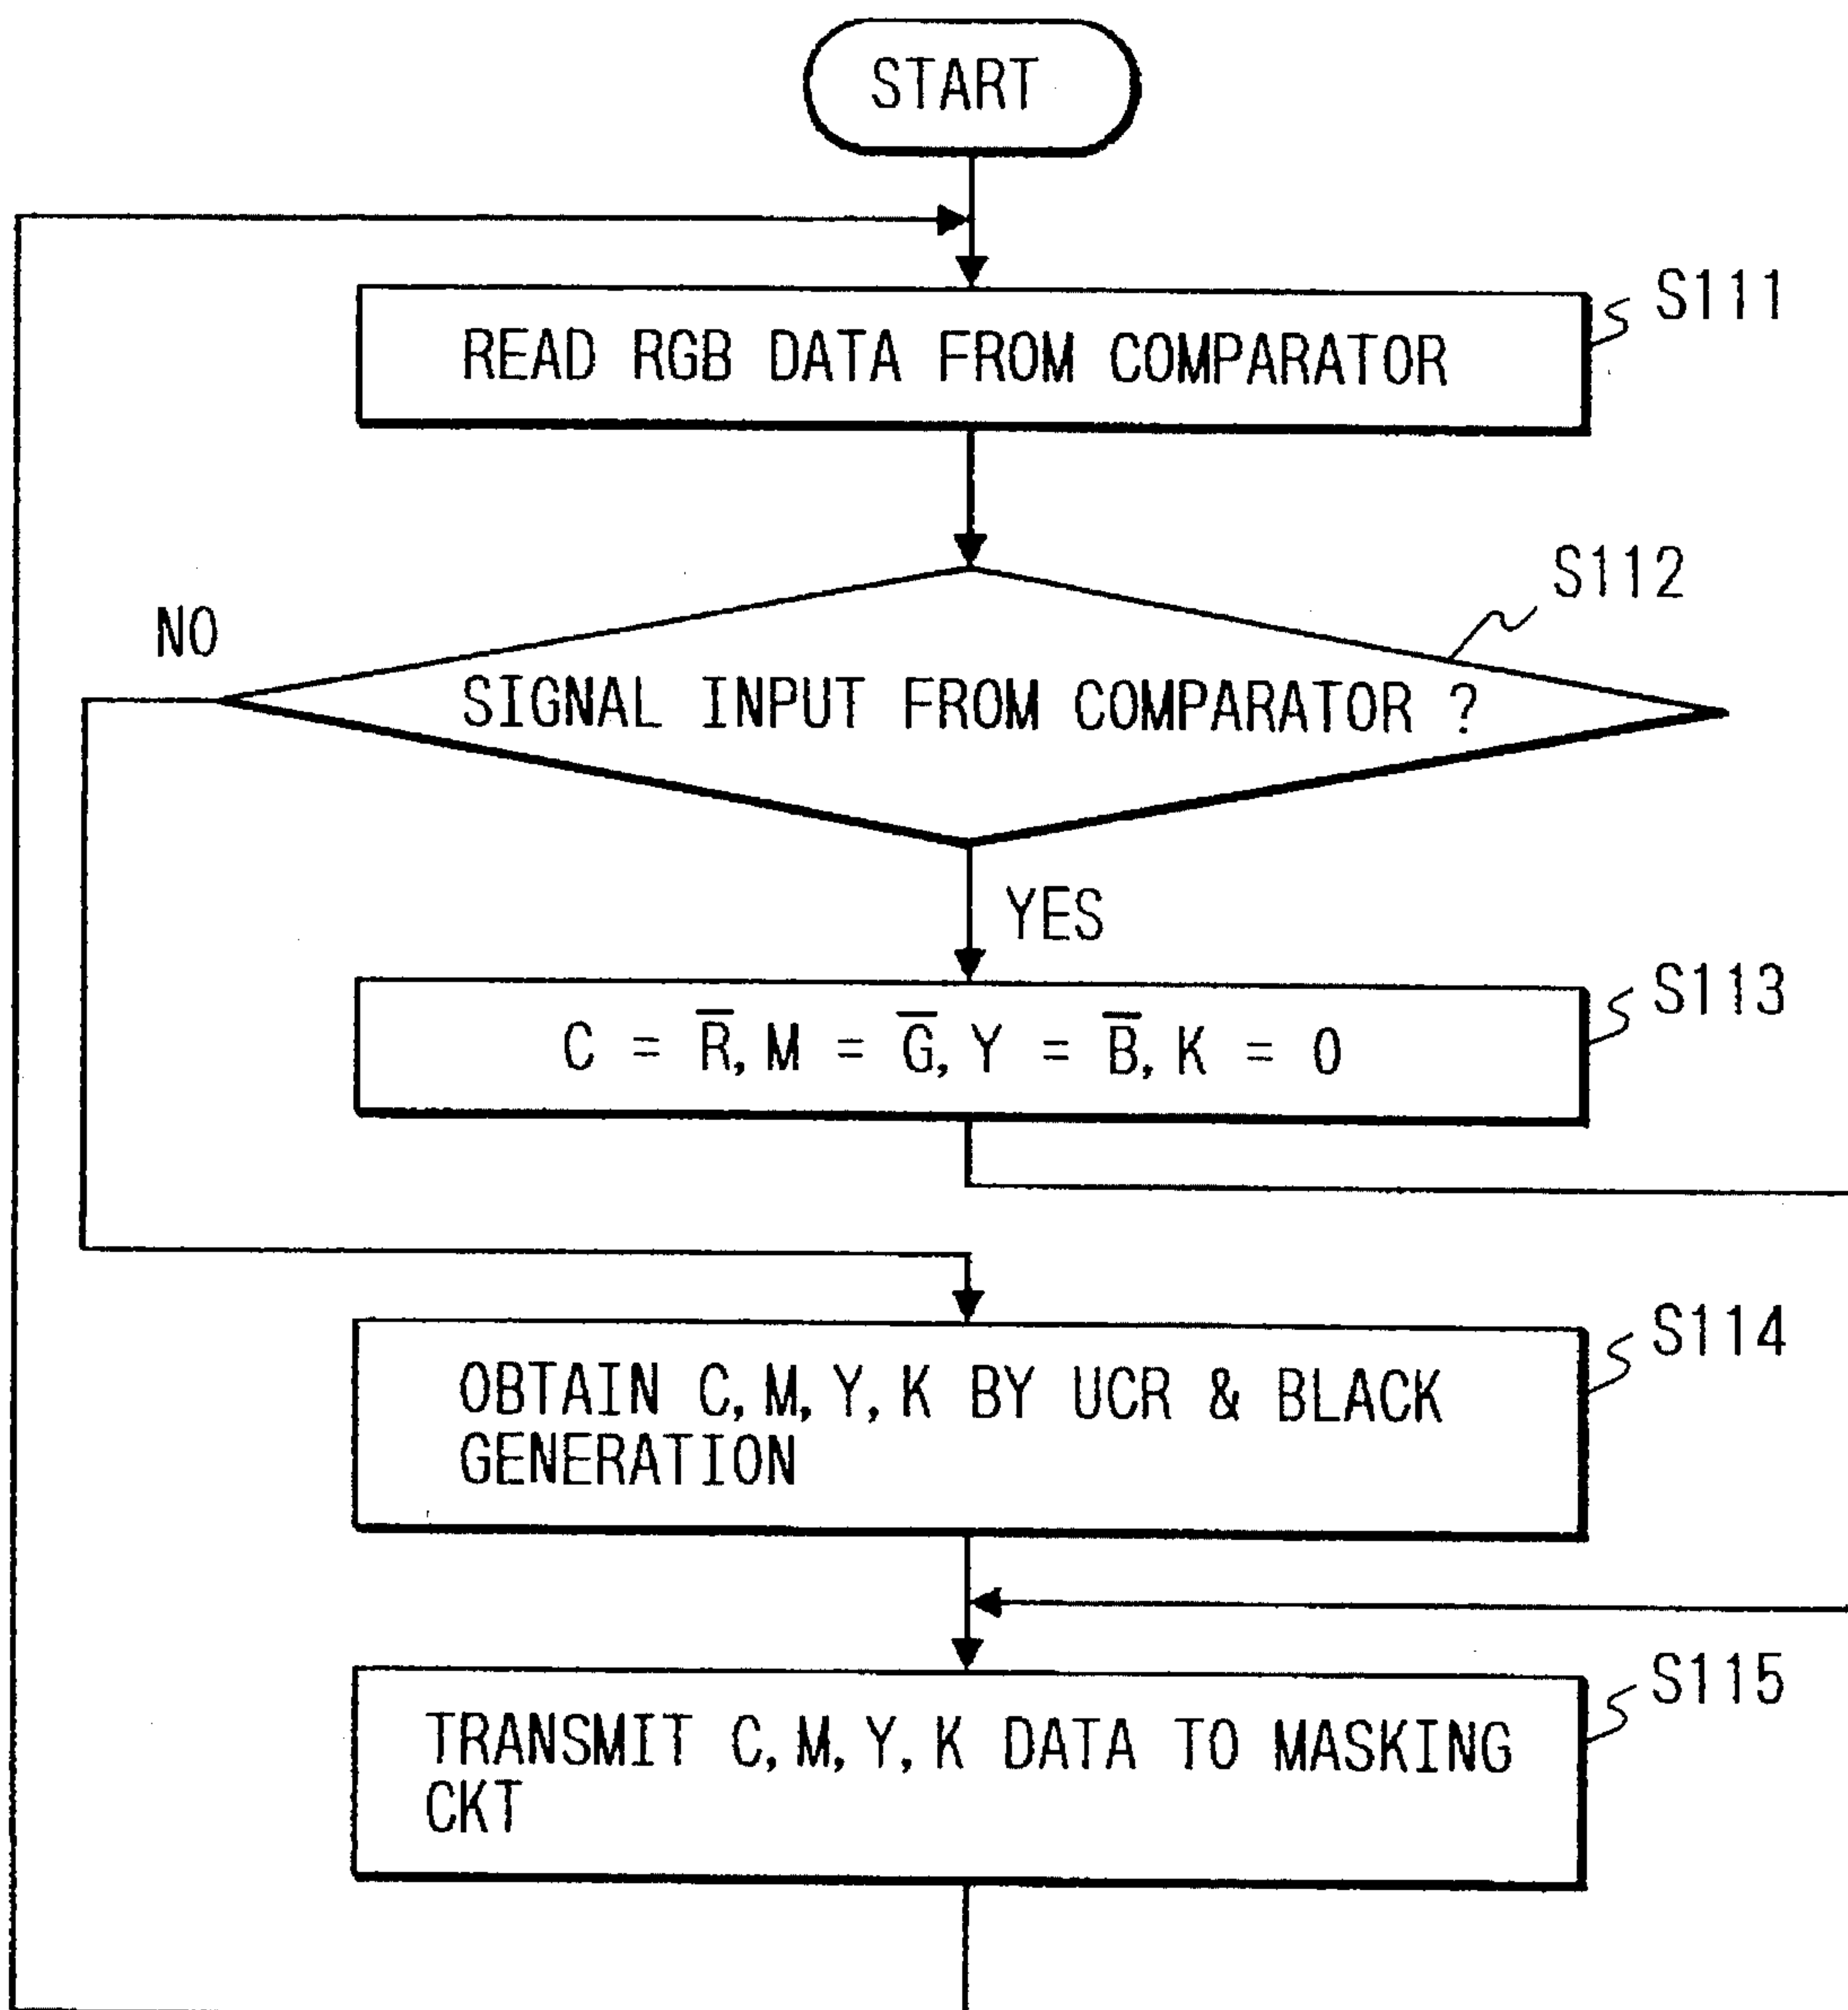 START
READ RGB DATA FROM COMPARATOR
S111
S112
NO
SIGNAL INPUT FROM COMPARATOR ?
YES
S113
C = R̅, M = G̅, Y = B̅, K = 0
S114
OBTAIN C, M, Y, K BY UCR & BLACK
GENERATION
S115
TRANSMIT C, M, Y, K DATA TO MASKING
CKT